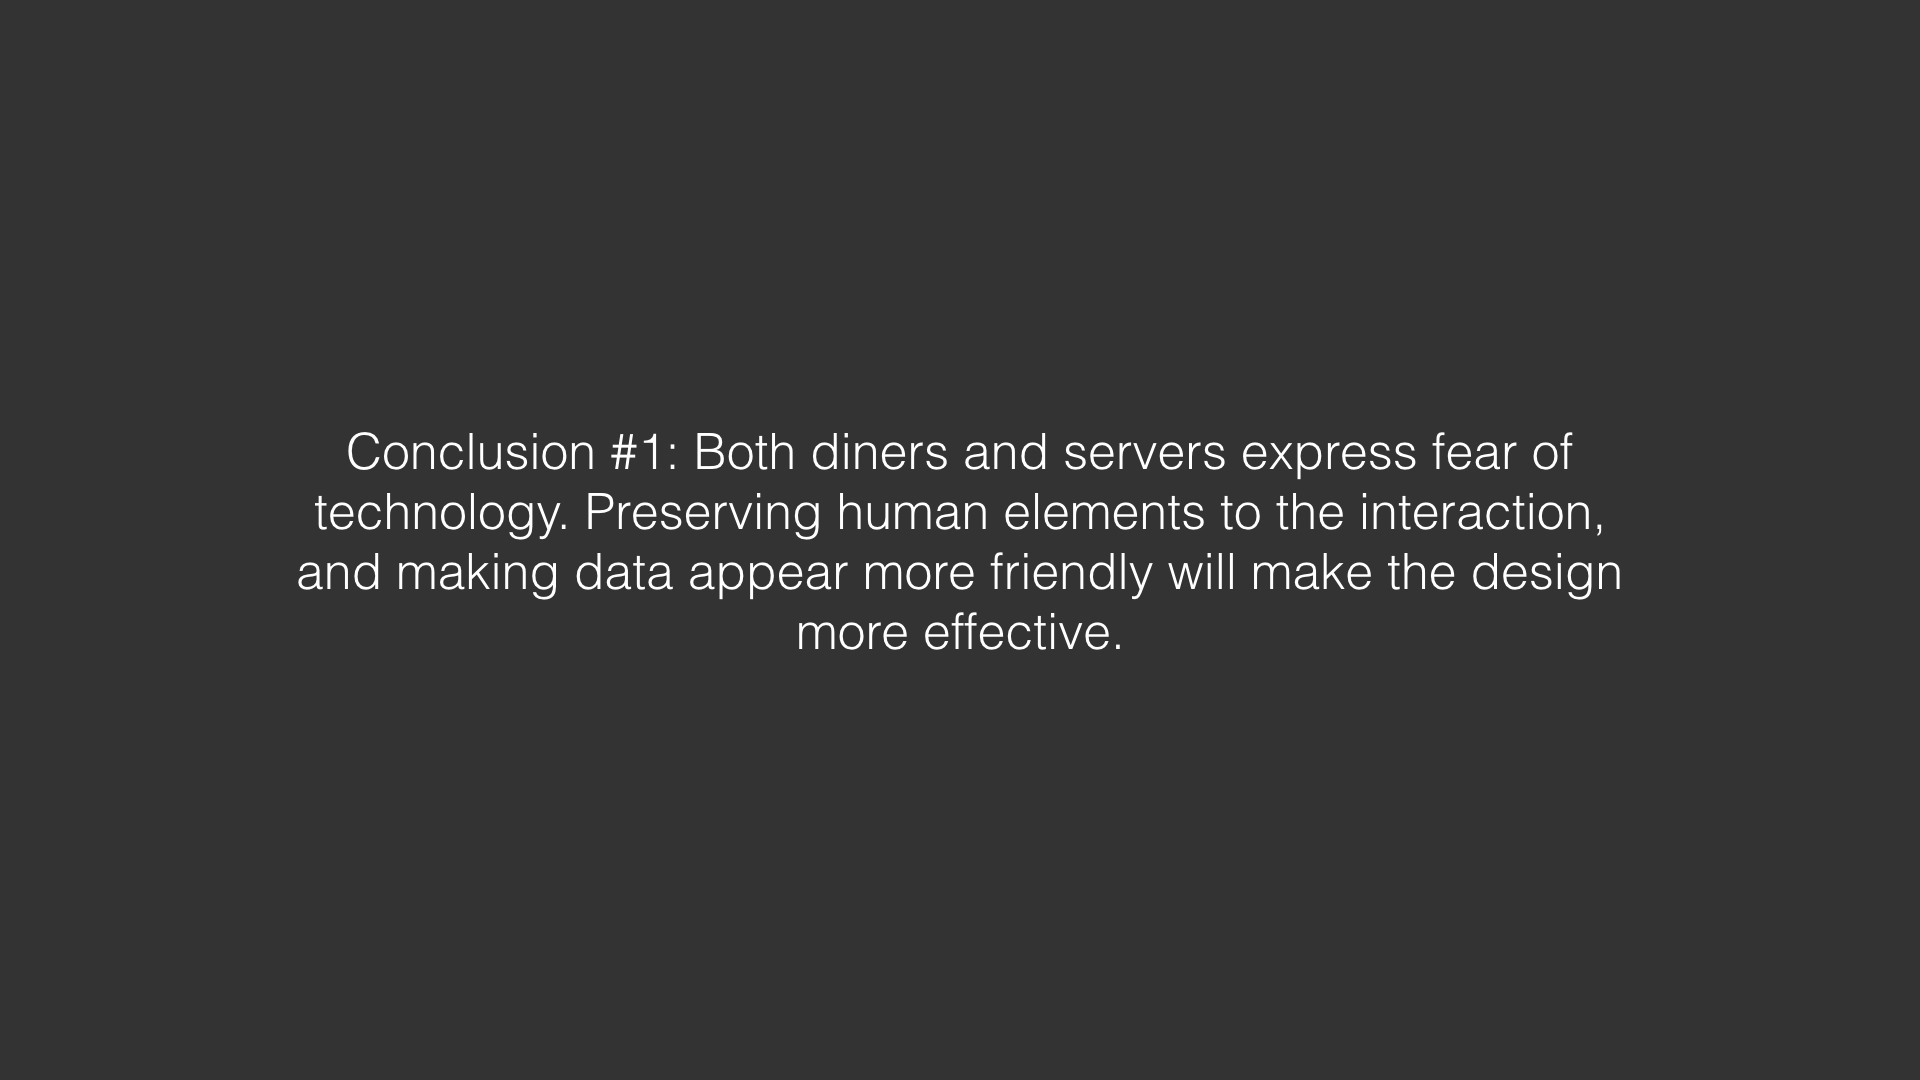 Conclusion #1: Both diners and servers express fear of
technology. Preserving human elements to the interaction,
and making data appear more friendly will make the design
more effective.